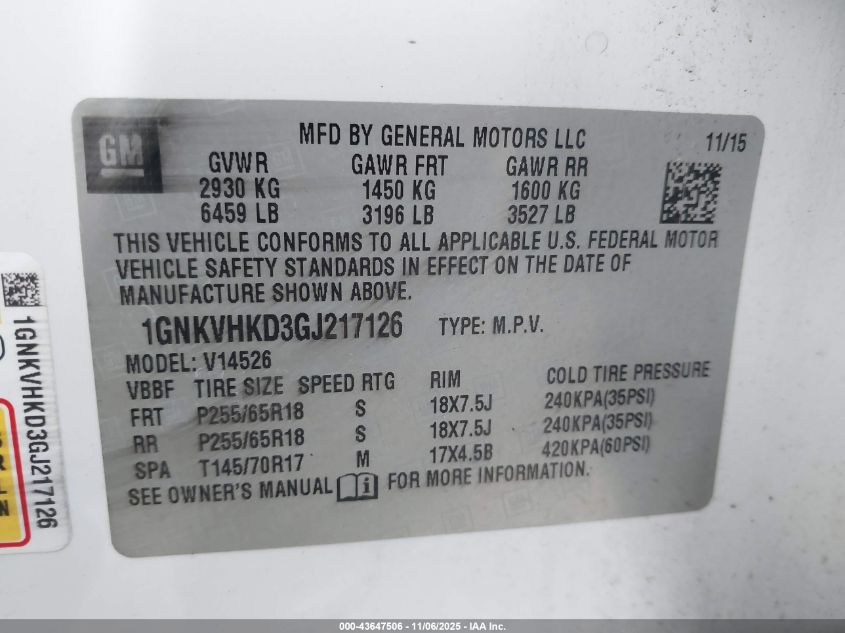 GM
MFD BY GENERAL MOTORS LLC
11/15
GVWR GAWR FRT GAWR RR
2930 KG 1450 KG 1600 KG
6459 LB 3196 LB 3527 LB
THIS VEHICLE CONFORMS TO ALL APPLICABLE U.S. FEDERAL MOTOR
VEHICLE SAFETY STANDARDS IN EFFECT ON THE DATE OF
MANUFACTURE SHOWN ABOVE.
1GNKVHKD3GJ217126 TYPE: M.P.V.
MODEL: V14526
VBBF TIRE SIZE SPEED RTG RIM COLD TIRE PRESSURE
FRT P255/65R18 S 18X7.5J 240KPA(35PSI)
RR P255/65R18 S 18X7.5J 240KPA(35PSI)
SPA T145/70R17 M 17X4.5B 420KPA(60PSI)
SEE OWNER'S MANUAL i FOR MORE INFORMATION.
1GNKVHKD3GJ217126
000-43647506 - 11/06/2025 - IAA Inc.